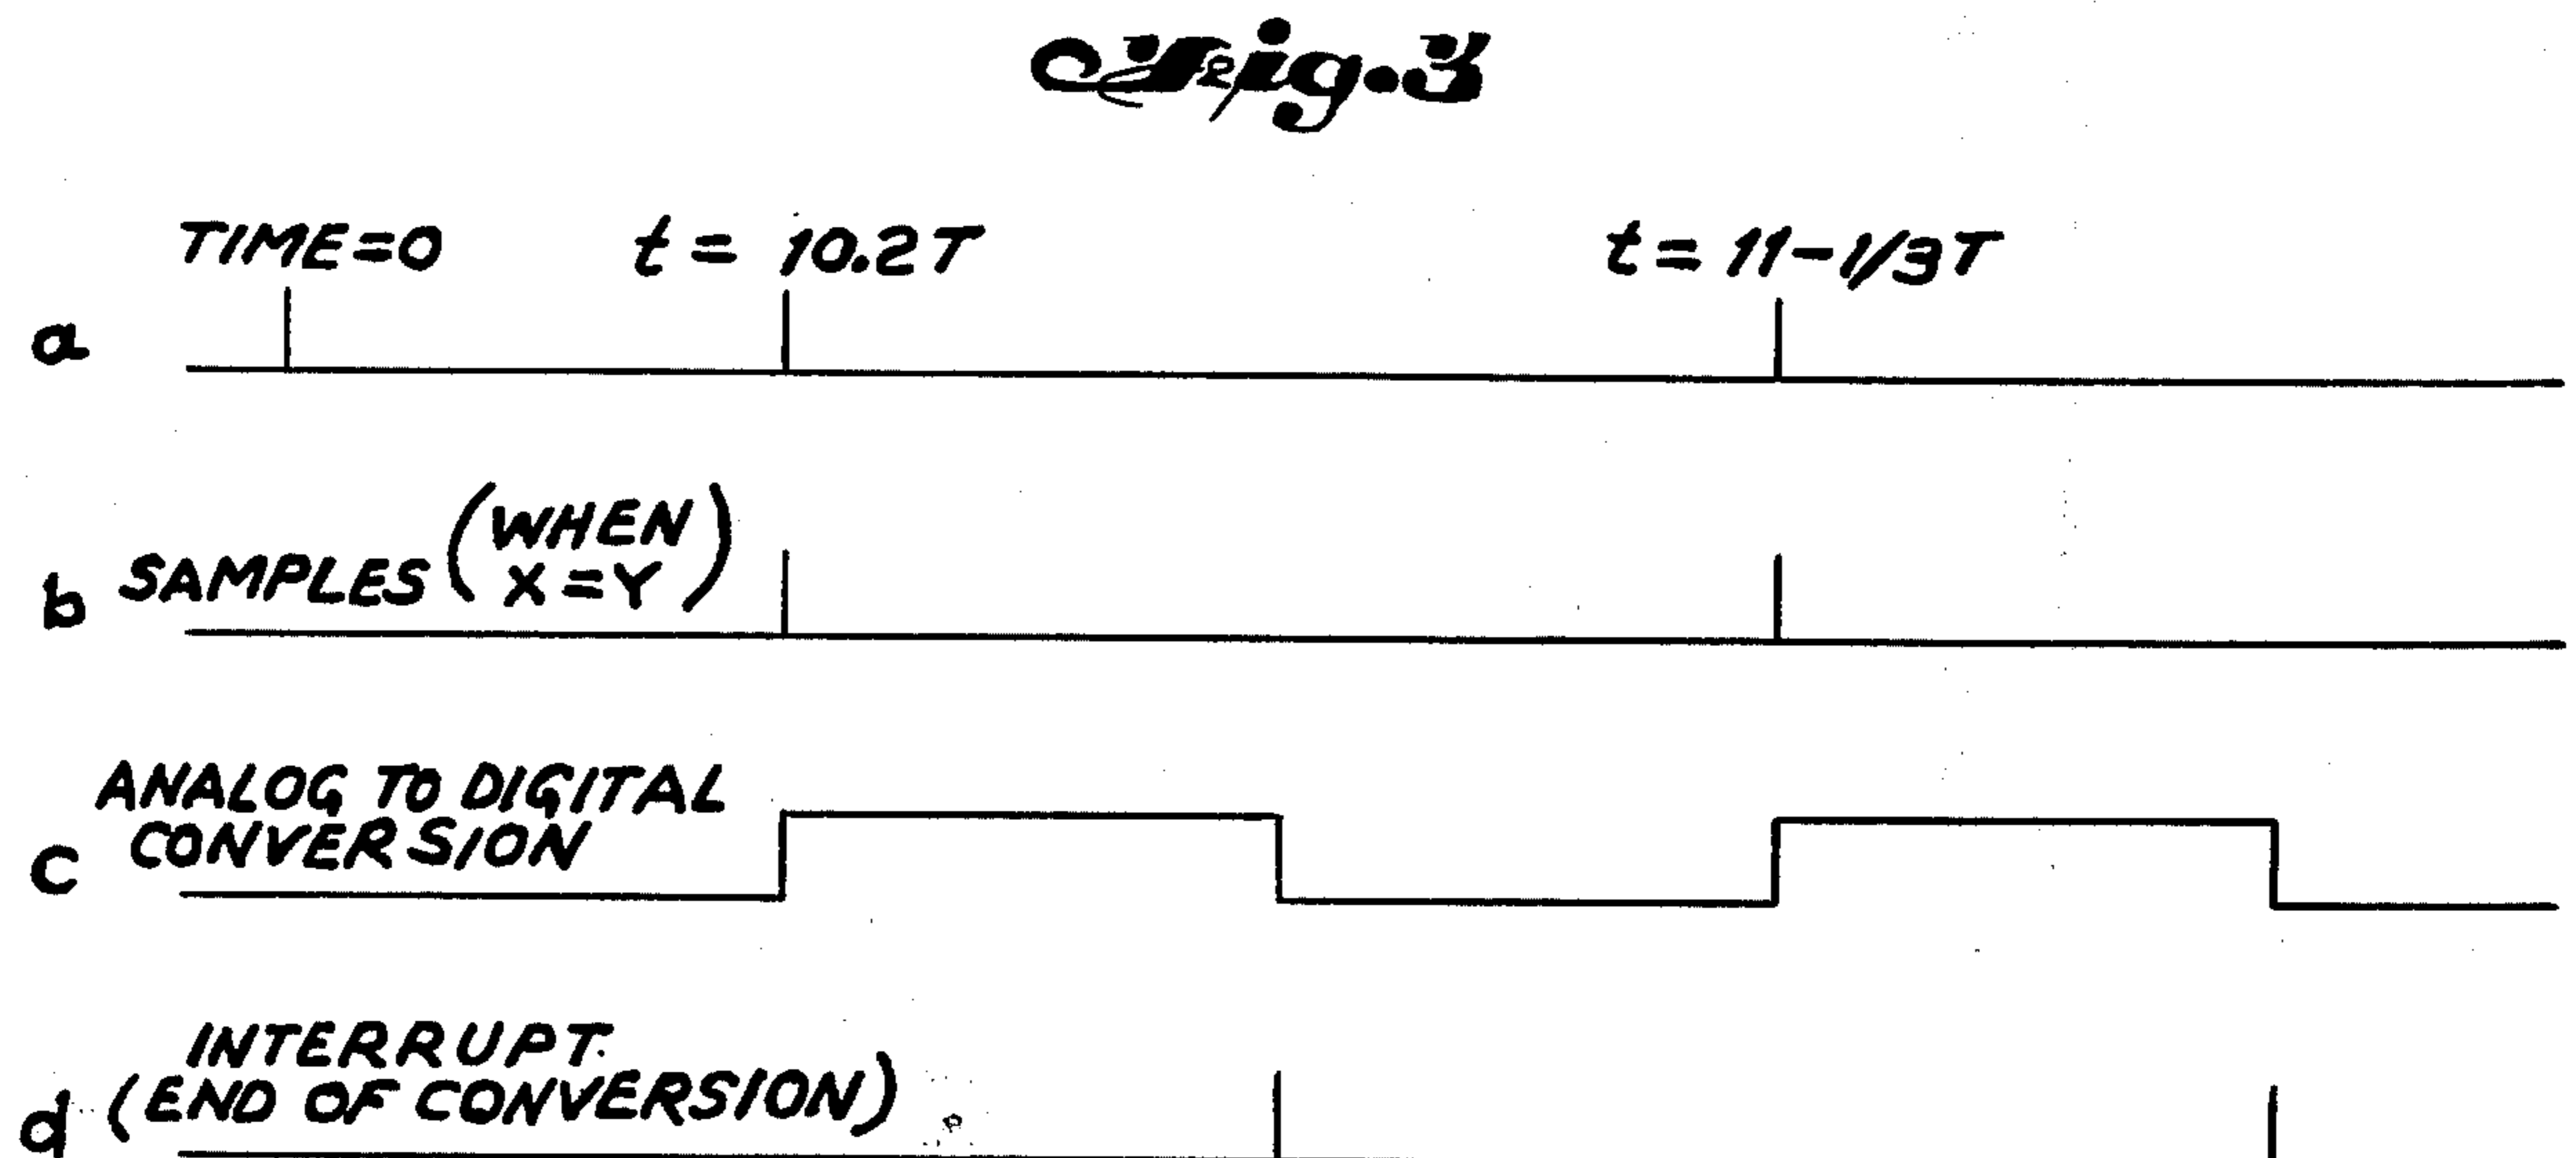 Fig. 3
TIME=0 t = 10.2T t = 11-1/3T
a
b SAMPLES (WHEN
X=Y)
ANALOG TO DIGITAL
c CONVERSION
INTERRUPT
d (END OF CONVERSION)